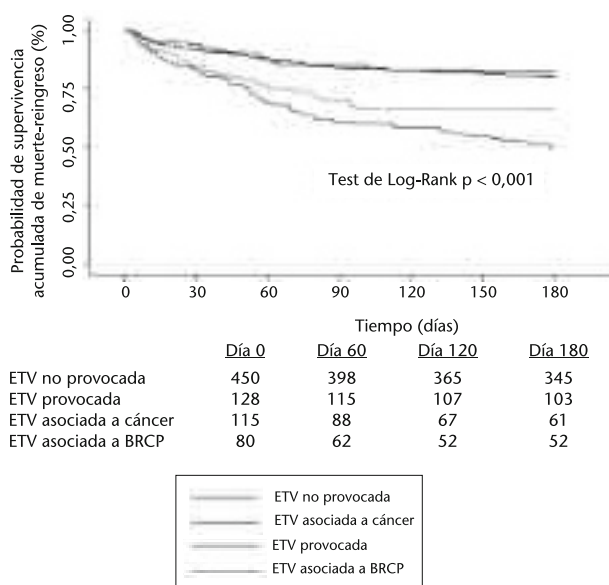 Probabilidad de supervivencia
acumulada de muerte-reingreso (%)
1,00
0,75
0,50
0,25
0,00
Test de Log-Rank p < 0,001
0 30 60 90 120 150 180
Tiempo (días)
Día 0 Día 60 Día 120 Día 180
ETV no provocada 450 398 365 345
ETV provocada 128 115 107 103
ETV asociada a cáncer 115 88 67 61
ETV asociada a BRCP 80 62 52 52
ETV no provocada
ETV asociada a cáncer
ETV provocada
ETV asociada a BRCP